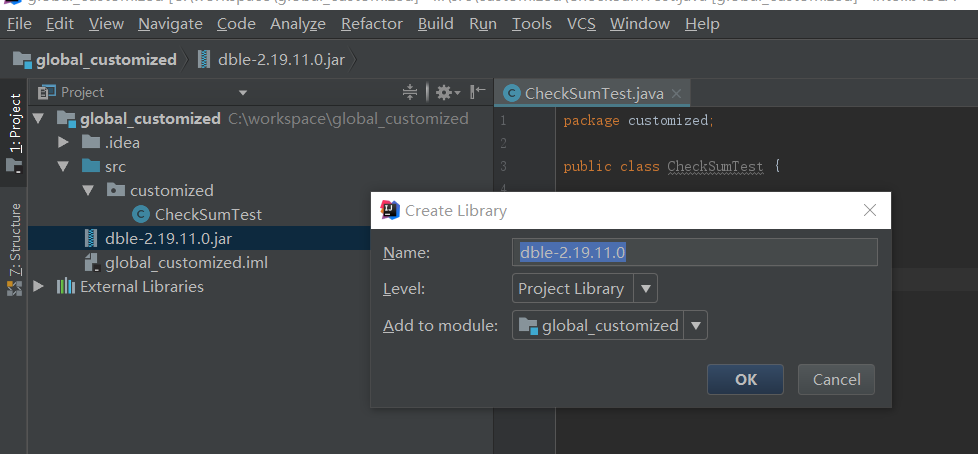 File Edit View Navigate Code Analyze Refactor Build Run Tools VCS Window Help
global_customized dble-2.19.11.0.jar
1: Project
7: Structure
Project
global_customized C:\workspace\global_customized
.idea
src
customized
CheckSumTest
dble-2.19.11.0.jar
global_customized.iml
External Libraries
CheckSumTest.java
1 package customized;
2
3 public class CheckSumTest {
Create Library
Name: dble-2.19.11.0
Level: Project Library
Add to module: global_customized
OK Cancel